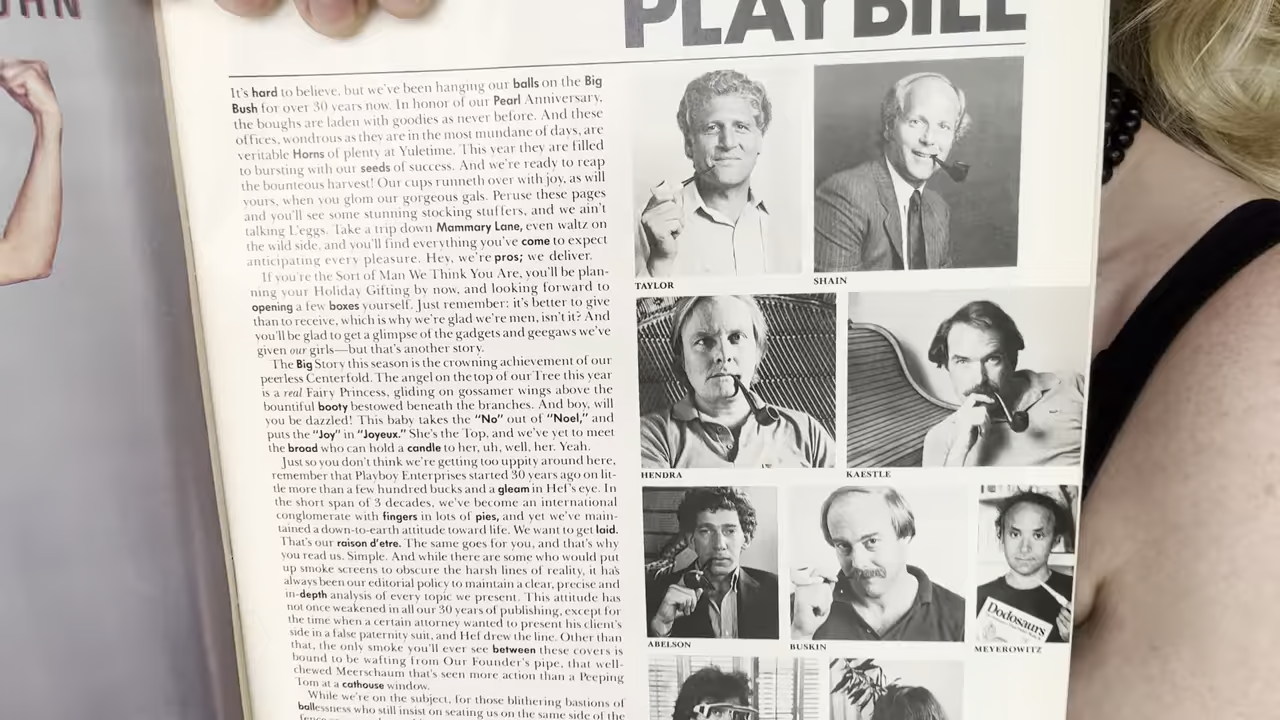 PLAYBILL
It's hard to believe, but we've been hanging our balls on the Big
Bush for over 30 years now. In honor of our Pearl Anniversary,
the boughs are laden with goodies as never before. And these
offices, wondrous as they are in the most mundane of days, are
veritable Horns of plenty at Yuletime. This year they are filled
to bursting with our seeds of success. And we're ready to reap
the bounteous harvest! Our cups runneth over with joy, as will
yours, when you glom our gorgeous gals. Peruse these pages
and you'll see some stunning stocking stuffers, and we ain't
talking L'eggs. Take a trip down Mammary Lane, even waltz on
the wild side, and you'll find everything you've come to expect
anticipating every pleasure. Hey, we're pros; we deliver.
If you're the Sort of Man We Think You Are, you'll be plan-
ning your Holiday Gifting by now, and looking forward to
opening a few boxes yourself. Just remember: it's better to give
than to receive, which is why we're glad we're men, isn't it? And
you'll be glad to get a glimpse of the gadgets and geegaws we've
given our girls—but that's another story.
The Big Story this season is the crowning achievement of our
peerless Centerfold. The angel on the top of our Tree this year
is a real Fairy Princess, gliding on gossamer wings above the
bountiful booty bestowed beneath the branches. And boy, will
you be dazzled! This baby takes the "No" out of "Noel," and
puts the "Joy" in "Joyeux." She's the Top, and we've yet to meet
the broad who can hold a candle to her, uh, well, her. Yeah.
Just so you don't think we're getting too uppity around here,
remember that Playboy Enterprises started 30 years ago on lit-
tle more than a few hundred bucks and a gleam in Hef's eye. In
the short span of 3 decades, we've become an international
conglomerate with fingers in lots of pies, and yet we've main-
tained a down-to-earth attitude toward life. We want to get laid.
That's our raison d'etre. The same goes for you, and that's why
you read us. Simple. And while there are some who would put
up smoke screens to obscure the harsh lines of reality, it has
always been our editorial policy to maintain a clear, precise and
in-depth analysis of every topic we present. This attitude has
not once weakened in all our 30 years of publishing, except for
the time when a certain attorney wanted to present his client's
side in a false paternity suit, and Hef drew the line. Other than
that, the only smoke you'll ever see between these covers is
bound to be wafting from Our Founder's pipe, that well-
chewed Meerschaum that's seen more action than a Peeping
Tom at a cathouse window.
While we're on the subject, for those blithering bastions of
ballessness who still insist on seating us on the same side of the
TAYLOR
SHAIN
HENDRA
KAESTLE
ABELSON
BUSKIN
Dodosaurs
MEYEROWITZ